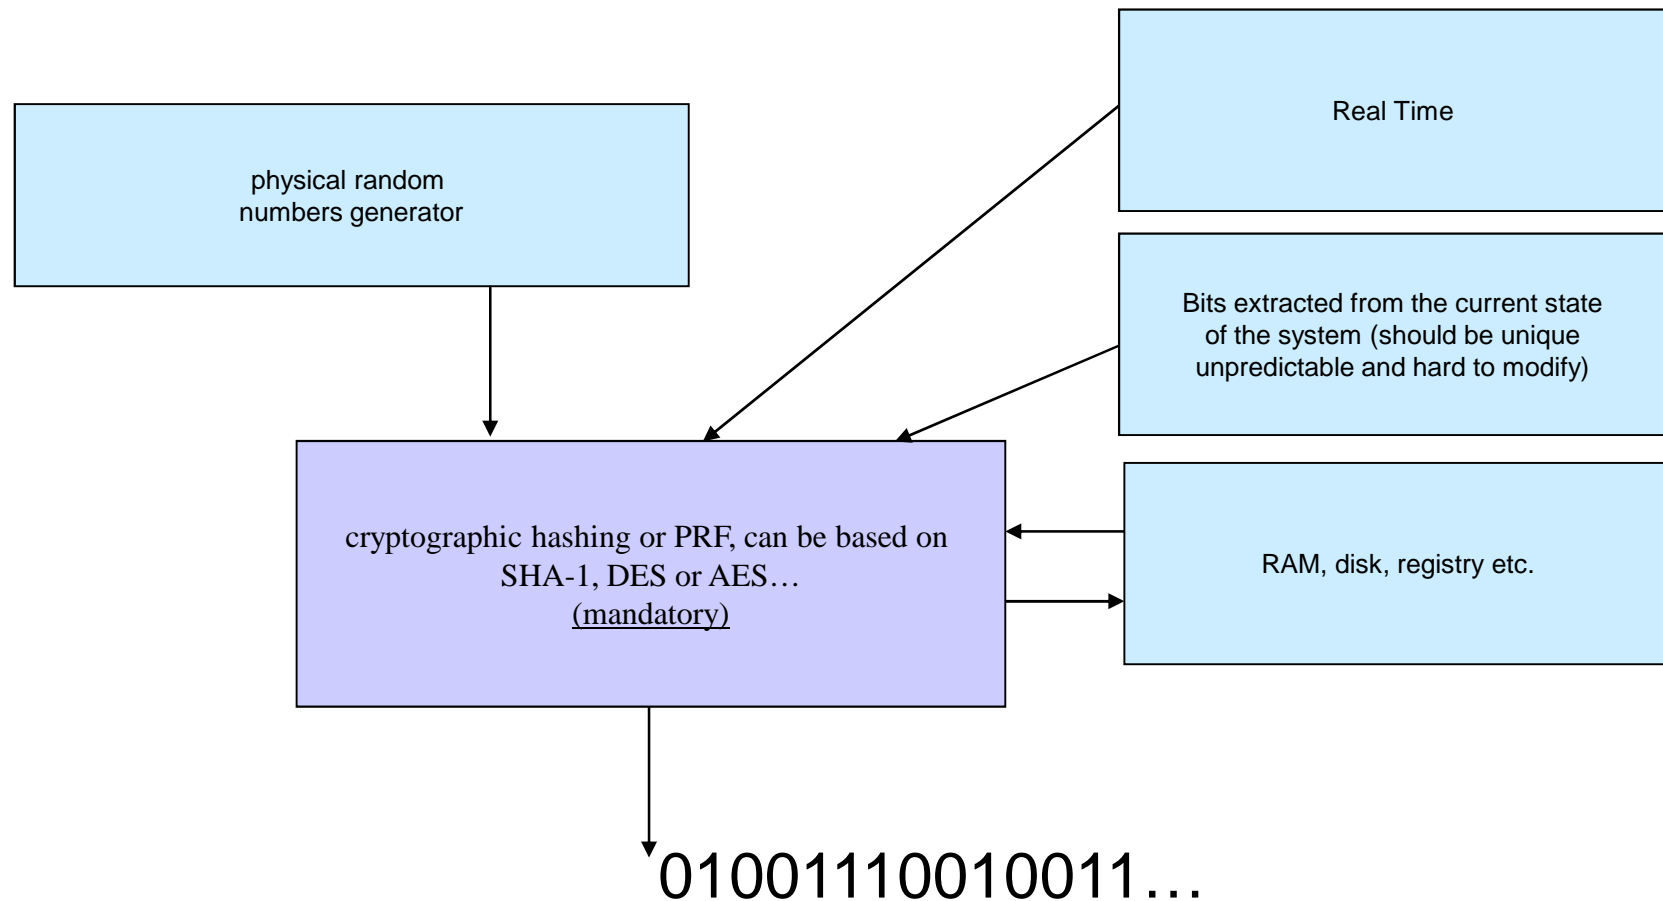 Real Time
physical random
numbers generator
Bits extracted from the current state
of the system (should be unique
unpredictable and hard to modify)
cryptographic hashing or PRF, can be based on
SHA-1, DES or AES…
(mandatory)
RAM, disk, registry etc.
01001110010011…